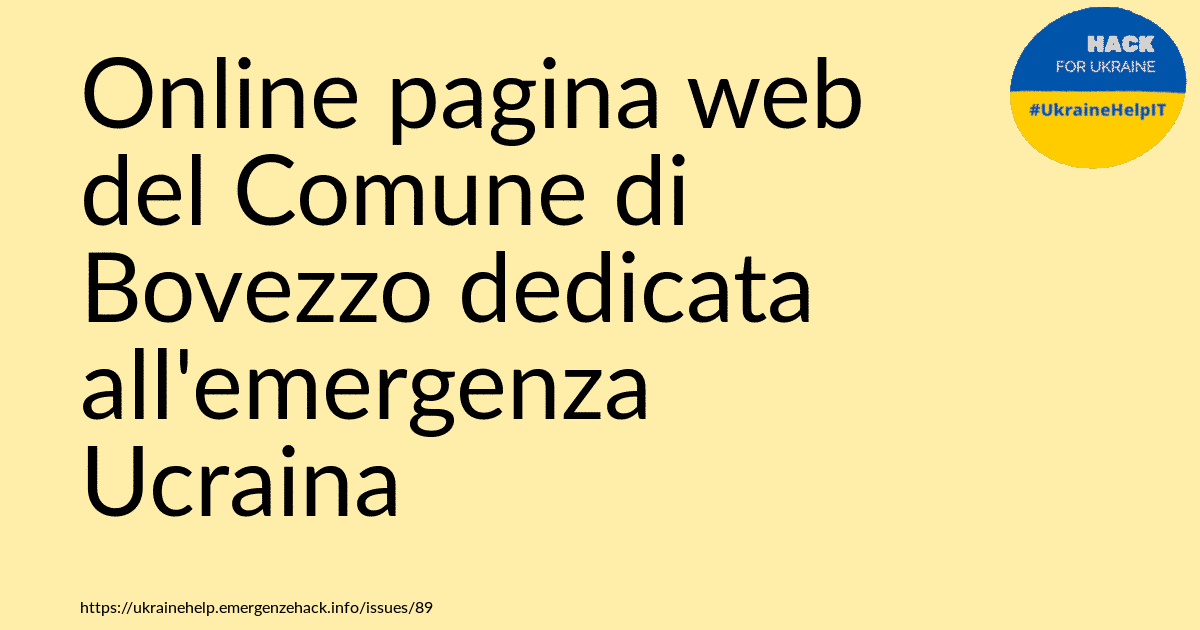 Online pagina web
del Comune di
Bovezzo dedicata
all'emergenza
Ucraina
HACK
FOR UKRAINE
#UkraineHelpIT
https://ukrainehelp.emergenzehack.info/issues/89